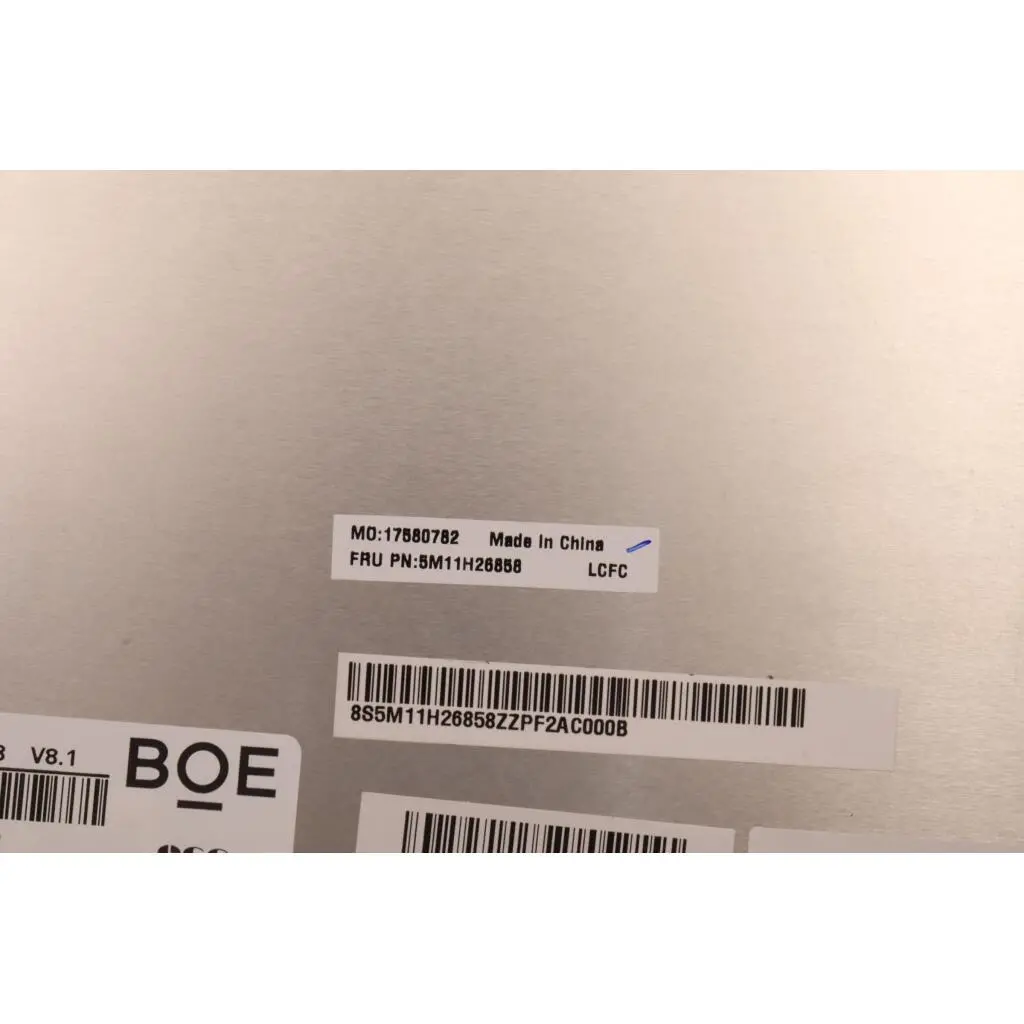 MO:17580782 Made In China
FRU PN:5M11H26858
LCFC
8S5M11H26858ZZPF2AC000B
V8.1
BOE